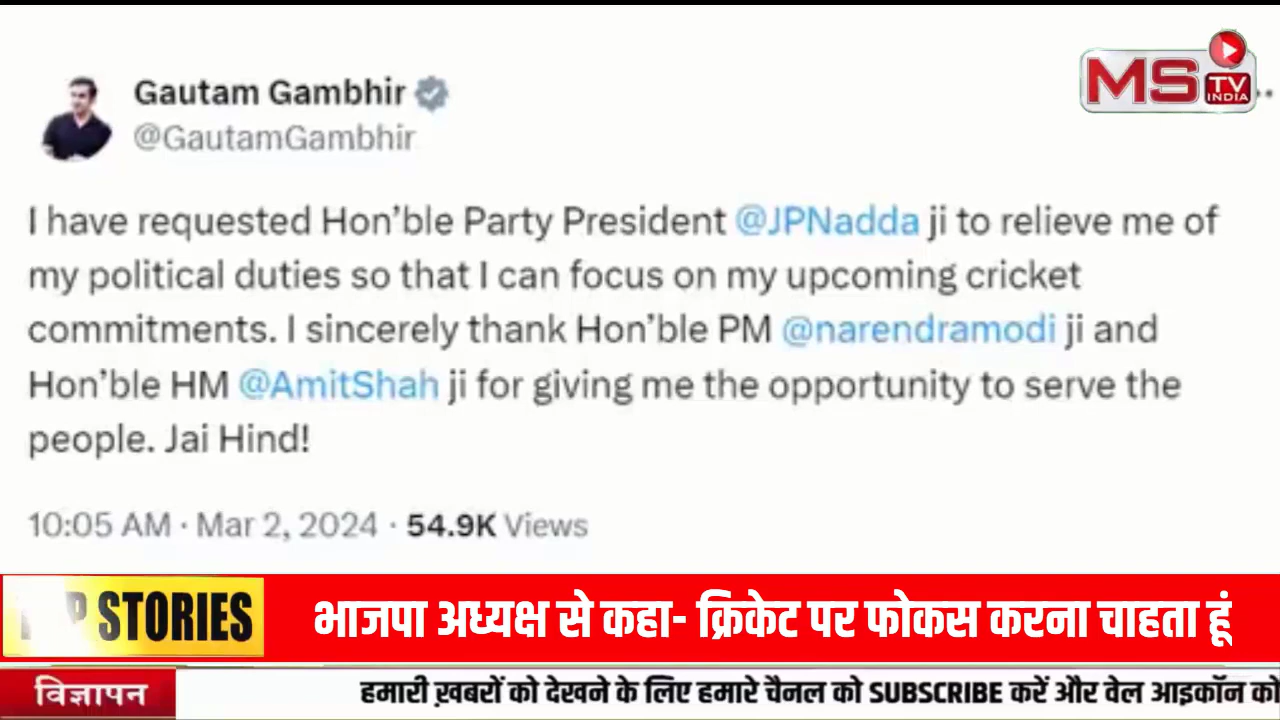 Gautam Gambhir
MS TV INDIA
@GautamGambhir
I have requested Hon'ble Party President @JPNadda ji to relieve me of
my political duties so that I can focus on my upcoming cricket
commitments. I sincerely thank Hon'ble PM @narendramodi ji and
Hon'ble HM @AmitShah ji for giving me the opportunity to serve the
people. Jai Hind!
10:05 AM · Mar 2, 2024 · 54.9K Views
TOP STORIES
भाजपा अध्यक्ष से कहा- क्रिकेट पर फोकस करना चाहता हूं
विज्ञापन
हमारी ख़बरों को देखने के लिए हमारे चैनल को SUBSCRIBE करें और वेल आइकॉन को